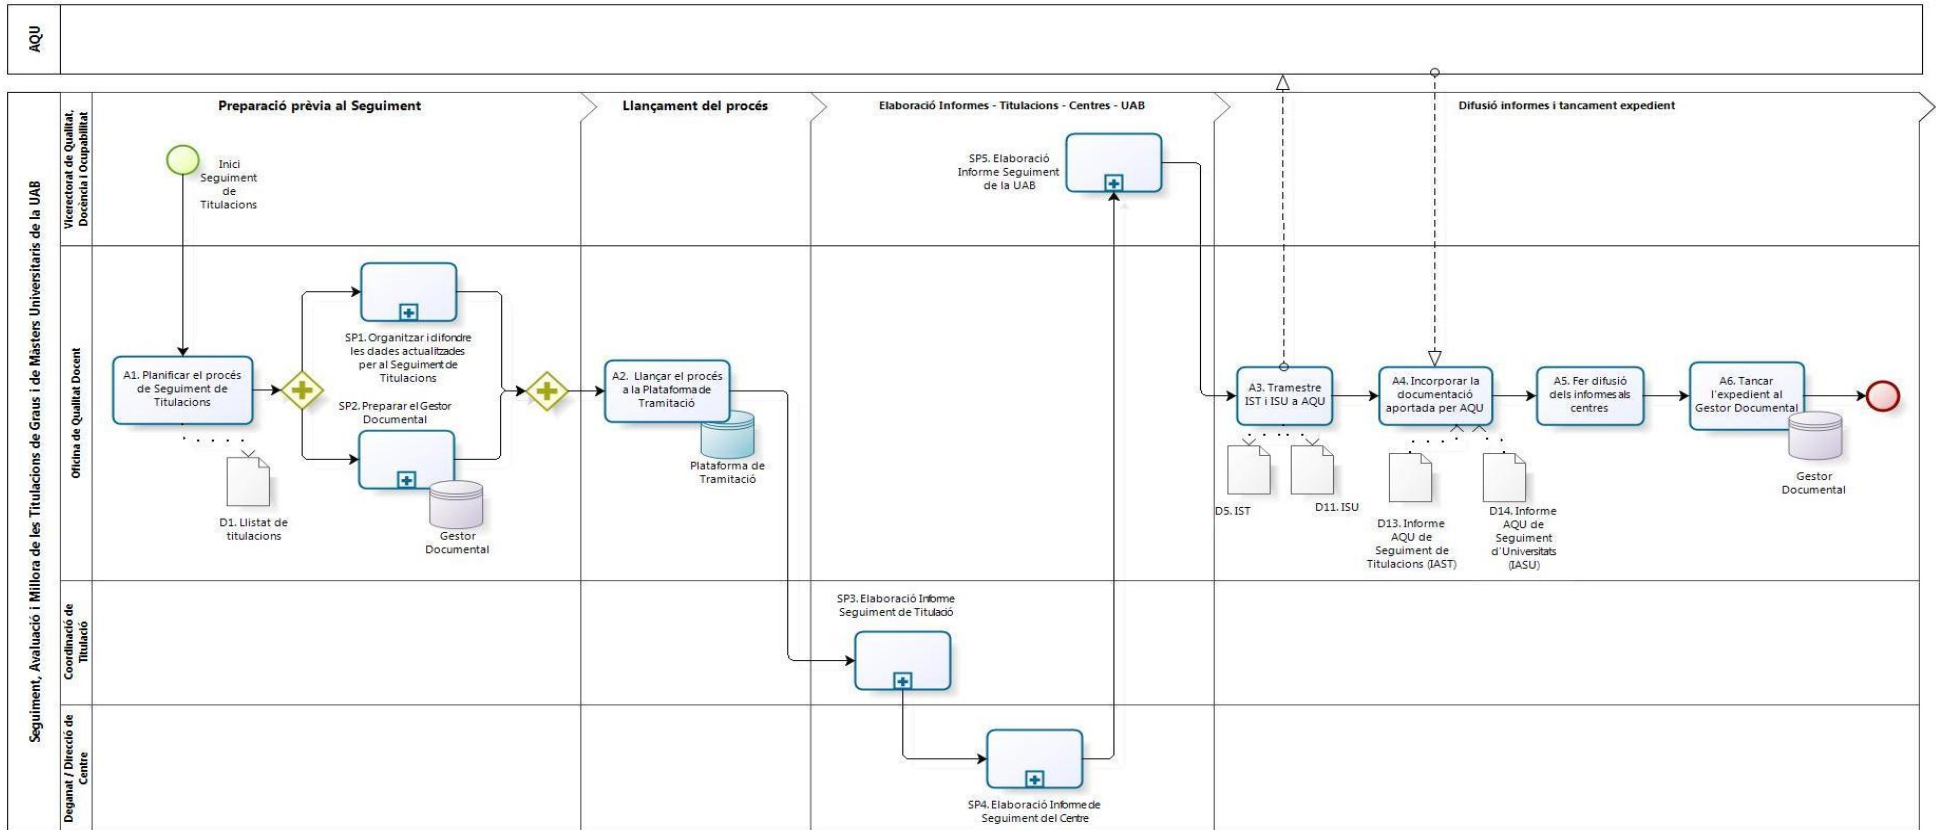 AQU
Seguiment, Avaluació i Millora de les Titulacions de Graus i de Màsters Universitaris de la UAB
Preparació prèvia al Seguiment
Llançament del procés
Elaboració Informes - Titulacions - Centres - UAB
Difusió informes i tancament expedient
Vicerectorat de Qualitat,
Docència i Ocupabilitat
Inici
Seguiment
de
Titulacions
SP5. Elaboració
Informe Seguiment
de la UAB
Oficina de Qualitat Docent
A1. Planificar el procés
de Seguiment de
Titulacions
D1. Llistat de
titulacions
SP1. Organitzar i difondre
les dades actualitzades
per al Seguiment de
Titulacions
SP2. Preparar el Gestor
Documental
Gestor
Documental
A2. Llançar el procés
a la Plataforma de
Tramitació
Plataforma de
Tramitació
A3. Tramestre
IST i ISU a AQU
D5. IST
D11. ISU
A4. Incorporar la
documentació
aportada per AQU
D13. Informe
AQU de
Seguiment de
Titulacions (IAST)
D14. Informe
AQU de
Seguiment
d'Universitats
(IASU)
A5. Fer difusió
dels informes als
centres
A6. Tancar
l'expedient al
Gestor Documental
Gestor
Documental
Coordinació de
Titulació
SP3. Elaboració Informe
Seguiment de Titulació
Deganat / Direcció de
Centre
SP4. Elaboració Informe de
Seguiment del Centre